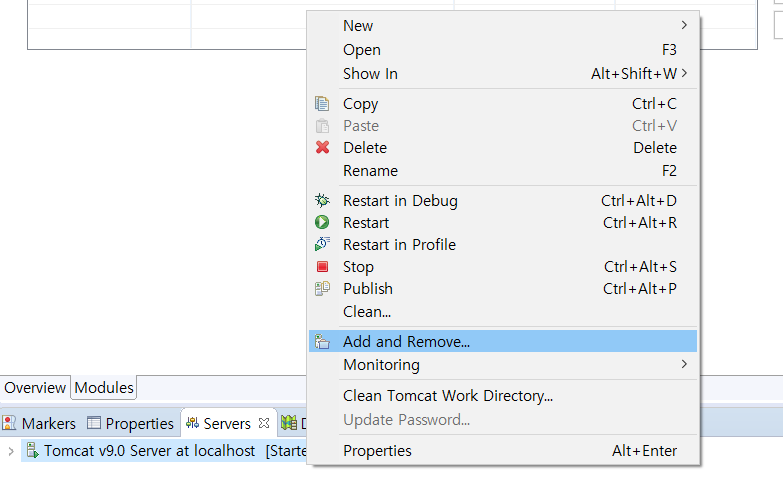 New
Open F3
Show In Alt+Shift+W
Copy Ctrl+C
Paste Ctrl+V
Delete Delete
Rename F2
Restart in Debug Ctrl+Alt+D
Restart Ctrl+Alt+R
Restart in Profile
Stop Ctrl+Alt+S
Publish Ctrl+Alt+P
Clean...
Add and Remove...
Monitoring
Clean Tomcat Work Directory...
Update Password...
Properties Alt+Enter
Overview Modules
Markers Properties Servers
Tomcat v9.0 Server at localhost [Starte